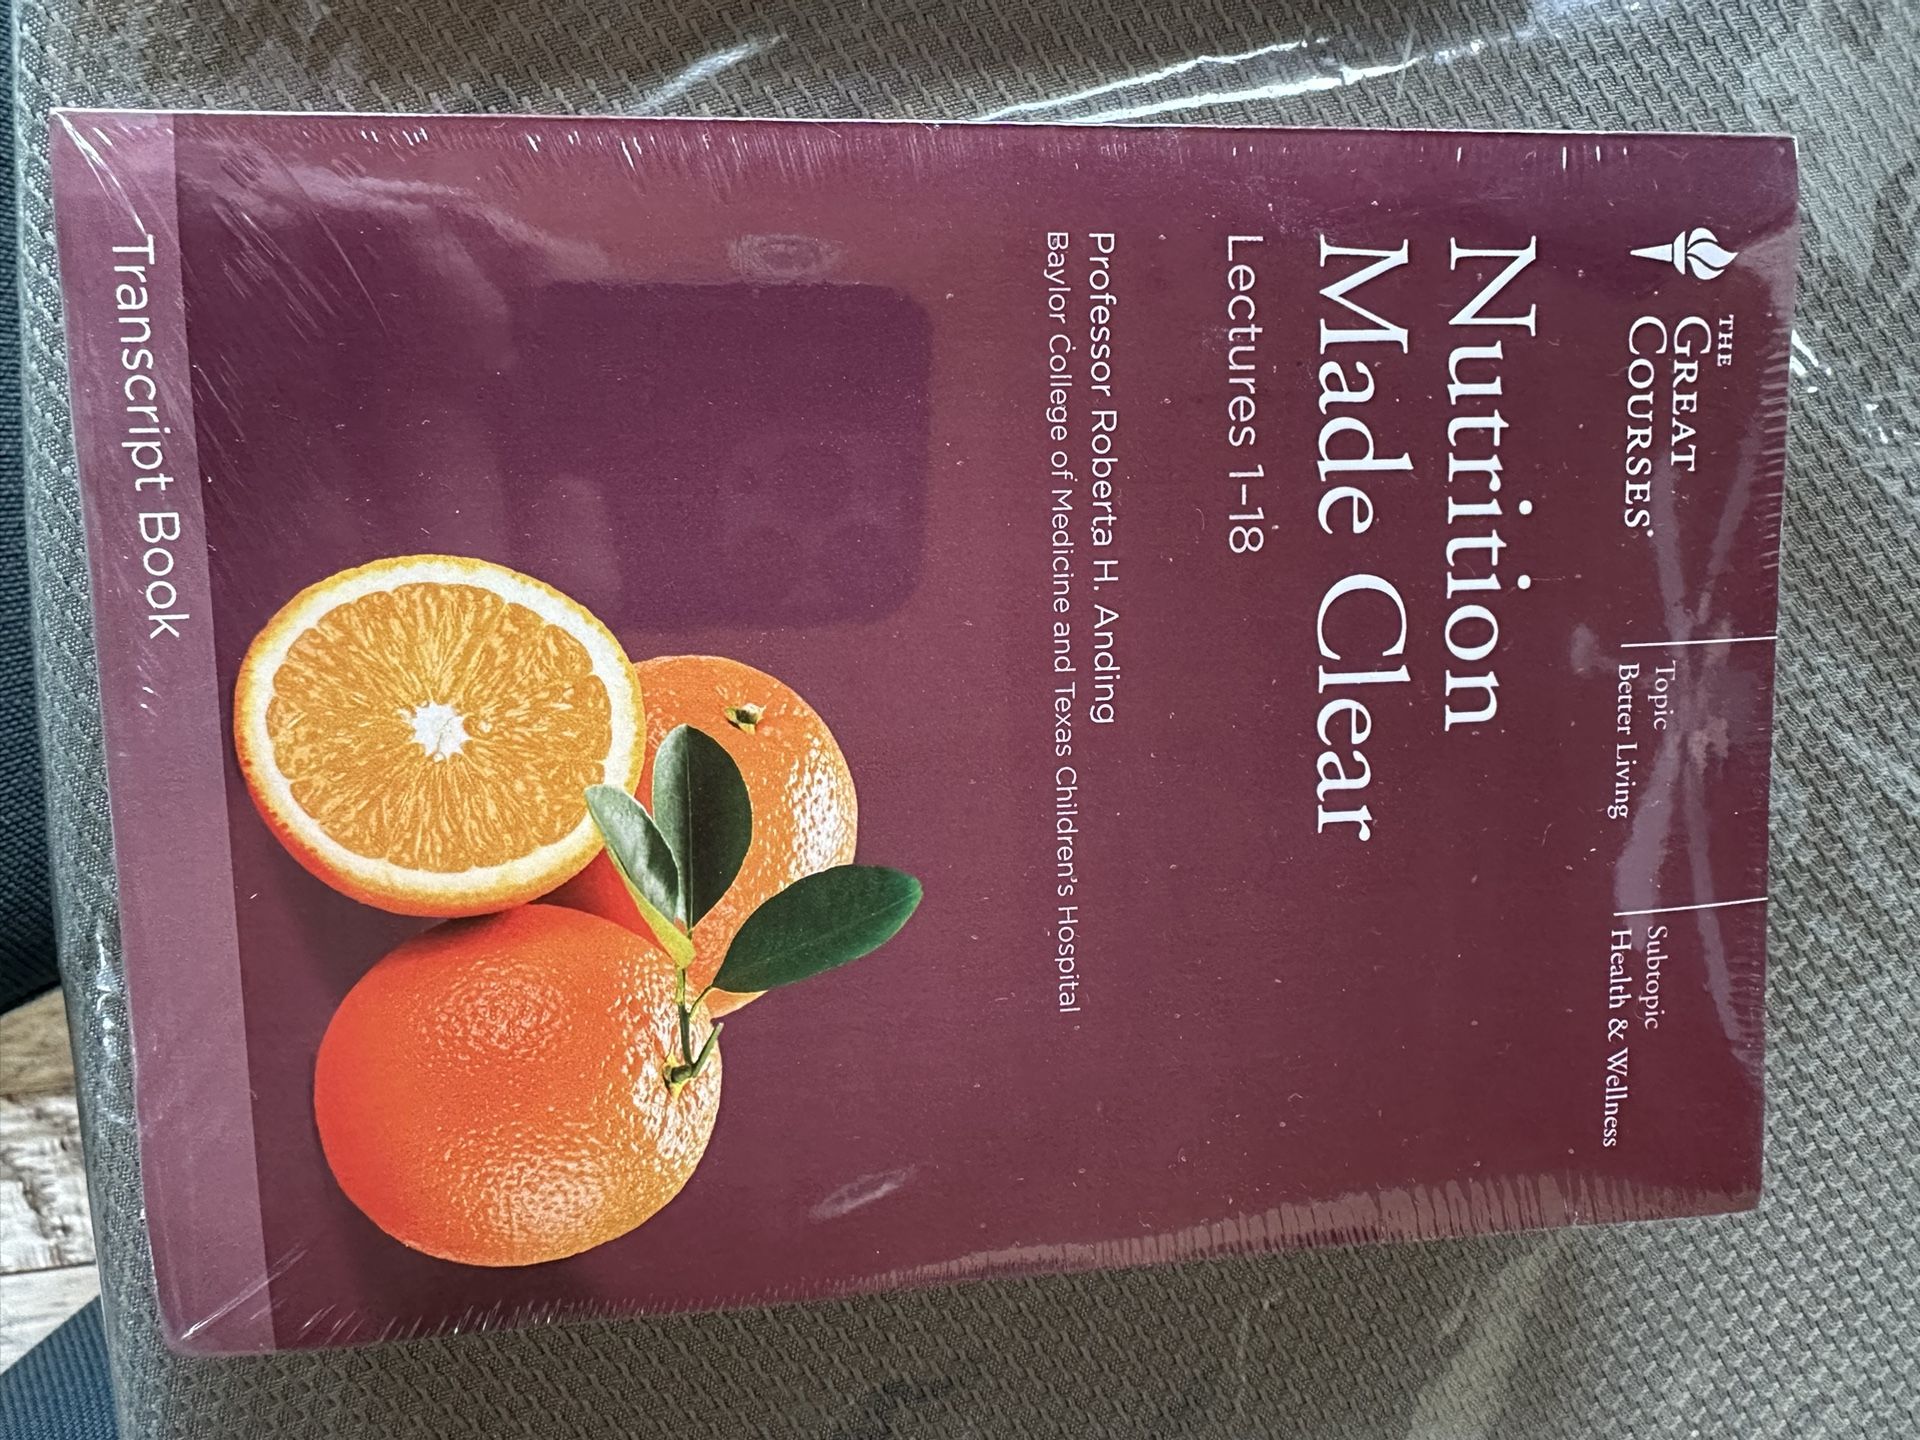 THE
GREAT
COURSES®
Topic
Better Living
Subtopic
Health & Wellness
Nutrition
Made Clear
Lectures 1–18
Professor Roberta H. Anding
Baylor College of Medicine and Texas Children's Hospital
Transcript Book